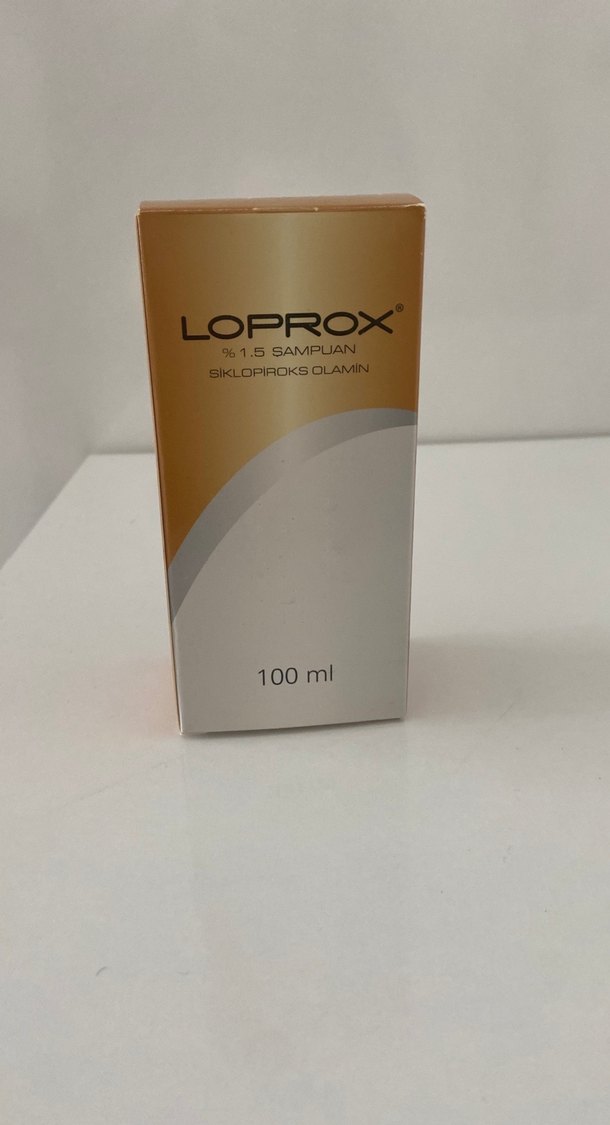 LOPROX®
% 1.5 ŞAMPUAN
SİKLOPİROKS OLAMİN
100 ml